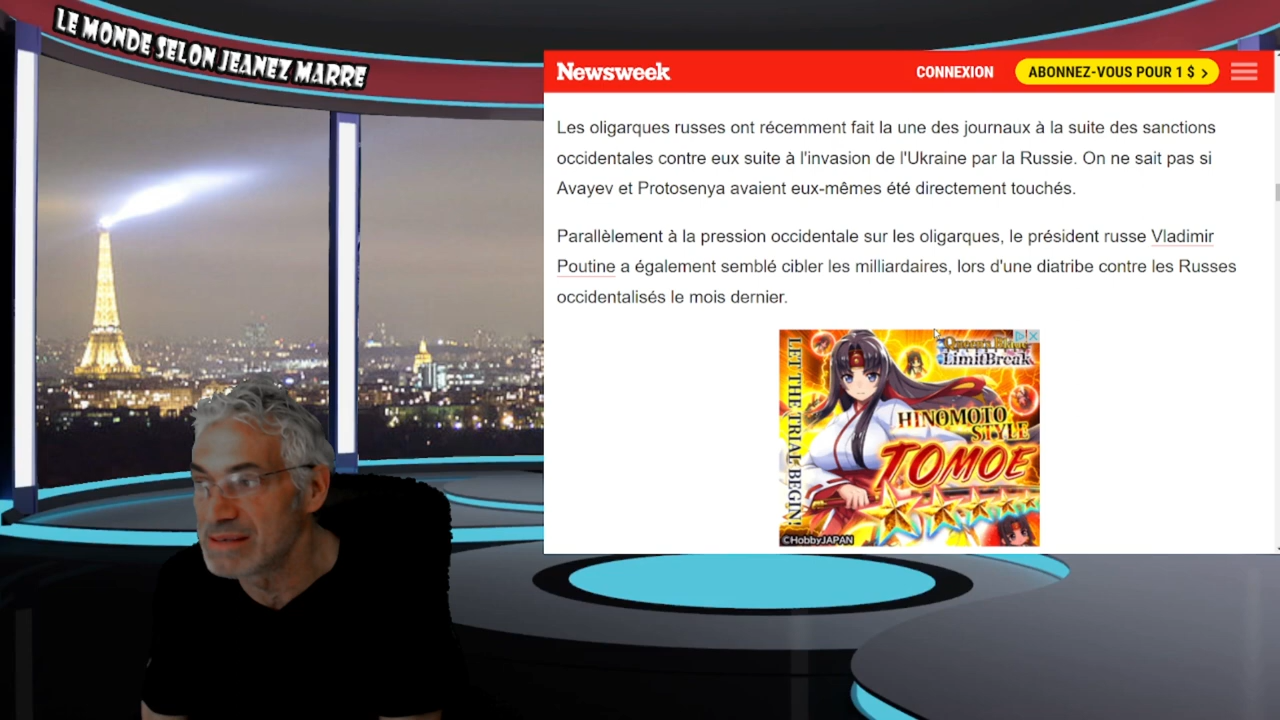 LE MONDE SELON JEANEZ MARRE
Newsweek
CONNEXION
ABONNEZ-VOUS POUR 1 $ >
Les oligarques russes ont récemment fait la une des journaux à la suite des sanctions
occidentales contre eux suite à l'invasion de l'Ukraine par la Russie. On ne sait pas si
Avayev et Protosenya avaient eux-mêmes été directement touchés.
Parallèlement à la pression occidentale sur les oligarques, le président russe Vladimir
Poutine a également semblé cibler les milliardaires, lors d'une diatribe contre les Russes
occidentalisés le mois dernier.
LET THE TRIAL BEGIN!
Queen's Blade
LimitBreak
HINOMOTO
STYLE
TOMOE
©HobbyJAPAN